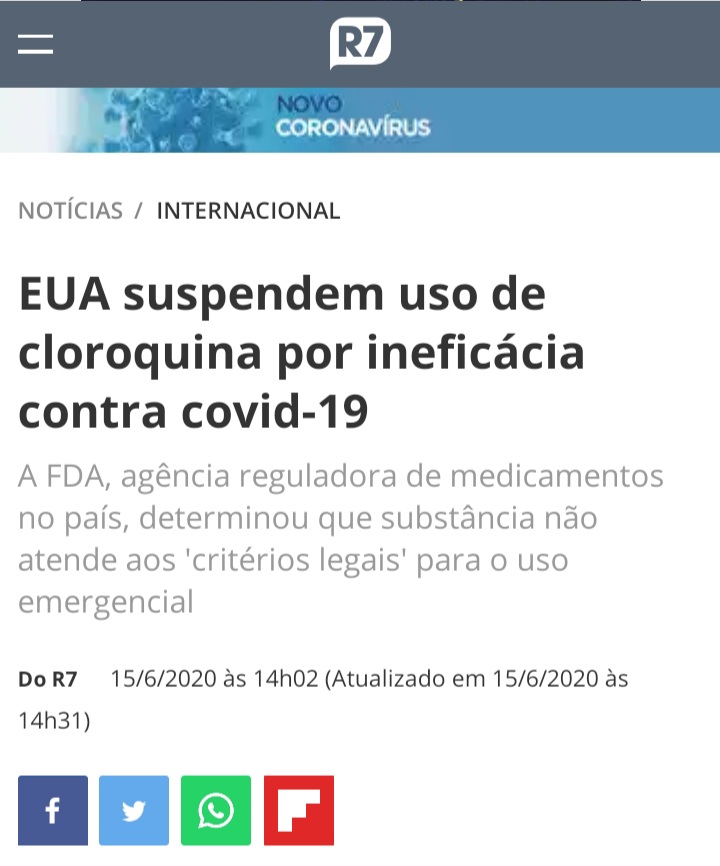 R7
NOVO
CORONAVÍRUS
NOTÍCIAS / INTERNACIONAL
EUA suspendem uso de
cloroquina por ineficácia
contra covid-19
A FDA, agência reguladora de medicamentos
no país, determinou que substância não
atende aos 'critérios legais' para o uso
emergencial
Do R7 15/6/2020 às 14h02 (Atualizado em 15/6/2020 às
14h31)